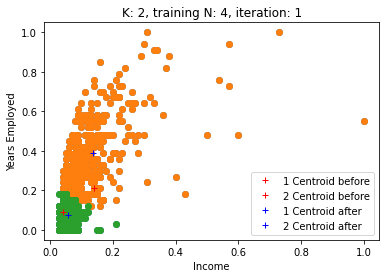 K: 2, training N: 4, iteration: 1
Years Employed
1.0
0.8
0.6
0.4
0.2
0.0
1 Centroid before
2 Centroid before
1 Centroid after
2 Centroid after
0.0 0.2 0.4 0.6 0.8 1.0
Income